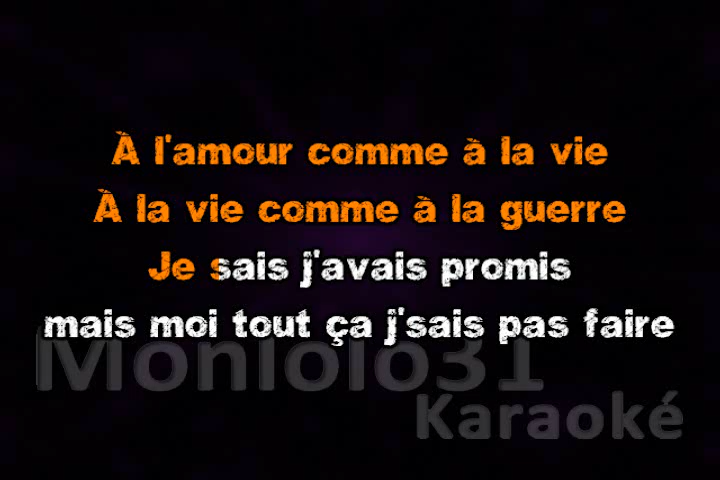 À l'amour comme à la vie
À la vie comme à la guerre
Je sais j'avais promis
mais moi tout ça j'sais pas faire
Monlolo31
Karaoké